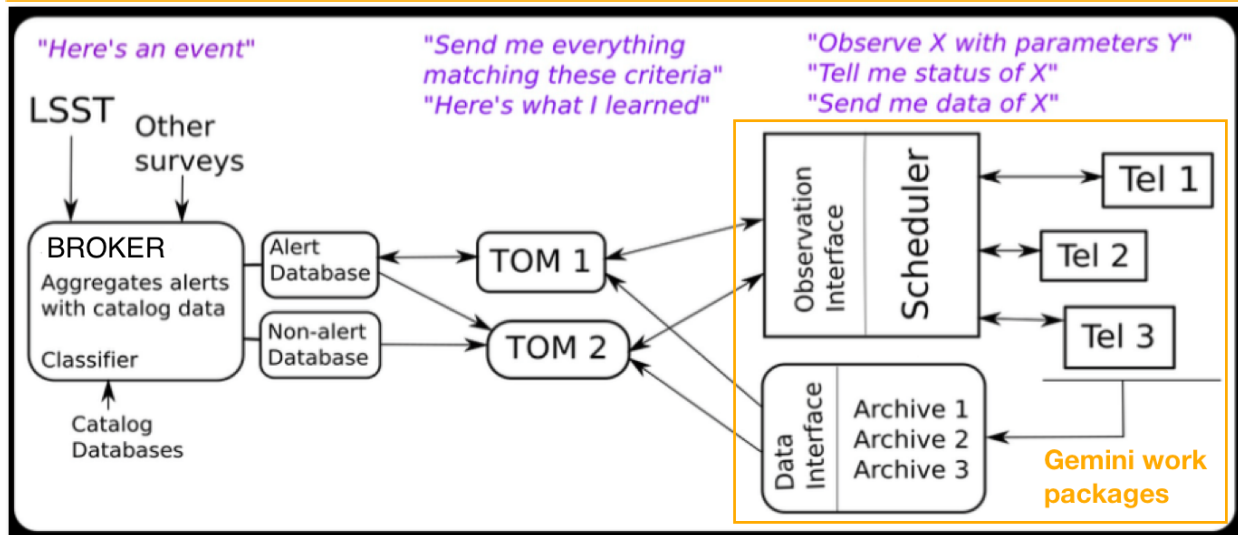 "Here's an event"
"Send me everything
matching these criteria"
"Here's what I learned"
"Observe X with parameters Y"
"Tell me status of X"
"Send me data of X"
LSST
Other
surveys
BROKER
Aggregates alerts
with catalog data
Classifier
Catalog
Databases
Alert
Database
Non-alert
Database
TOM 1
TOM 2
Observation
Interface
Scheduler
Tel 1
Tel 2
Tel 3
Data
Interface
Archive 1
Archive 2
Archive 3
Gemini work
packages